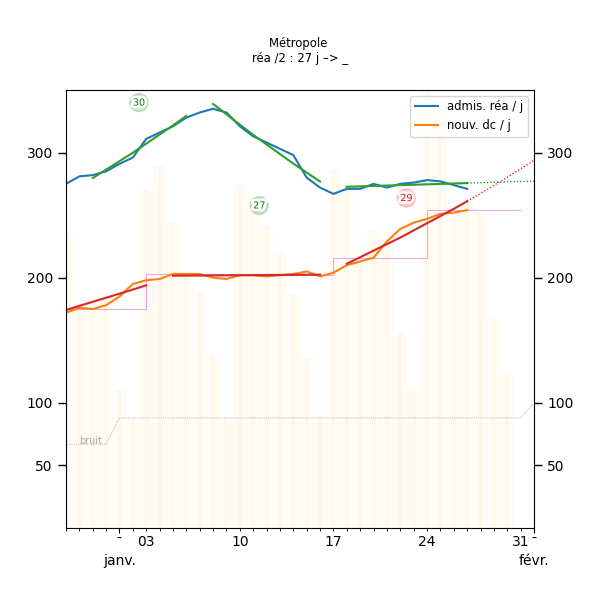 Métropole
réa /2 : 27 j –> _
admis. réa / j
nouv. dc / j
30
27
29
bruit
300
200
100
50
300
200
100
50
- 03 10 17 24 31 -
janv. févr.